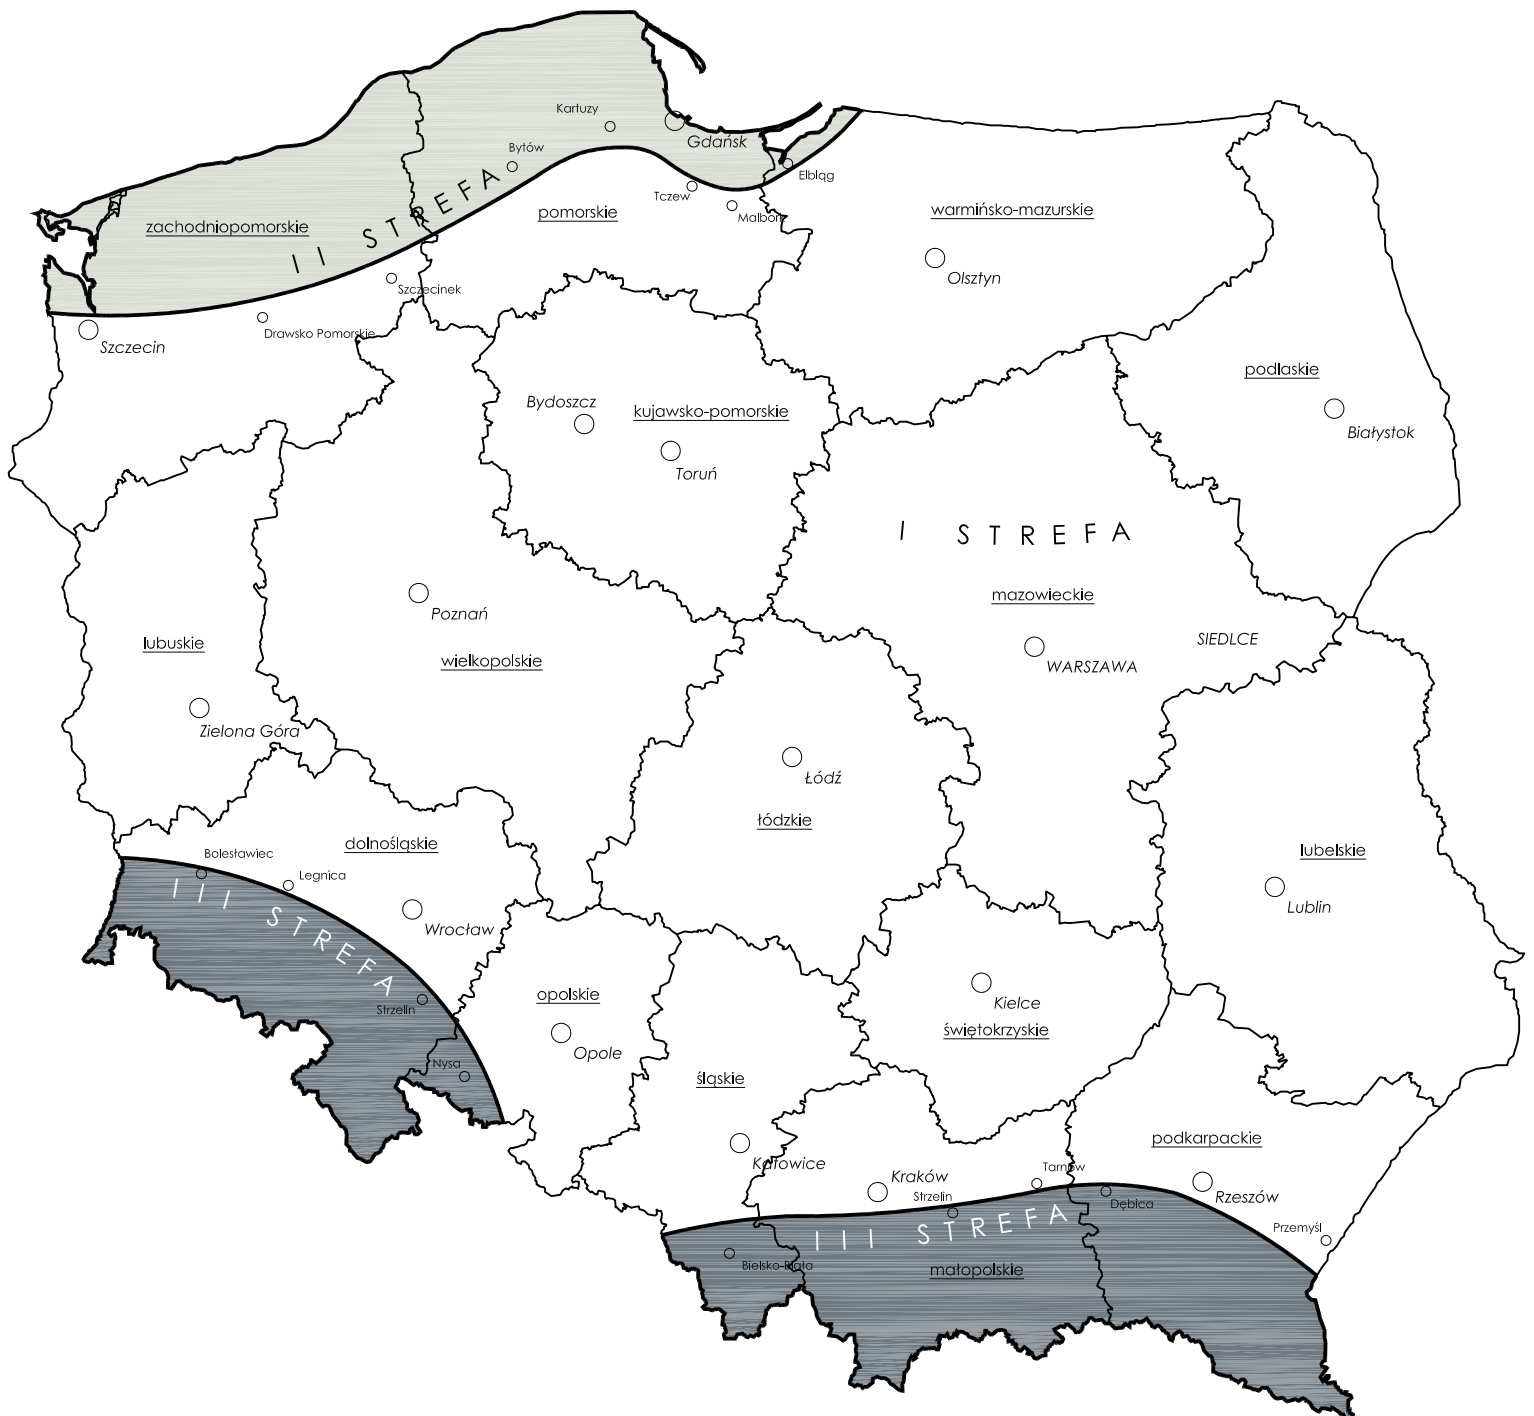 Kartuzy
Gdańsk
Bytów
Elbląg
Tczew
Malbork
pomorskie
warmińsko-mazurskie
zachodniopomorskie
II STREFA
Olsztyn
Szczecinek
Drawsko Pomorskie
Szczecin
podlaskie
Bydoszcz
kujawsko-pomorskie
Białystok
Toruń
I STREFA
mazowieckie
Poznań
SIEDLCE
lubuskie
wielkopolskie
WARSZAWA
Zielona Góra
Łódź
łódzkie
dolnośląskie
Bolesławiec
lubelskie
Legnica
III STREFA
Lublin
Wrocław
opolskie
Strzelin
Kielce
świętokrzyskie
Opole
Nysa
śląskie
podkarpackie
Katowice
Tarnów
Kraków
Strzelin
Rzeszów
Dębica
Przemyśl
III STREFA
Bielsko-Biała
małopolskie